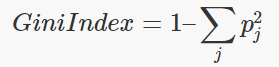 GiniIndex = 1–∑_j p_j^2